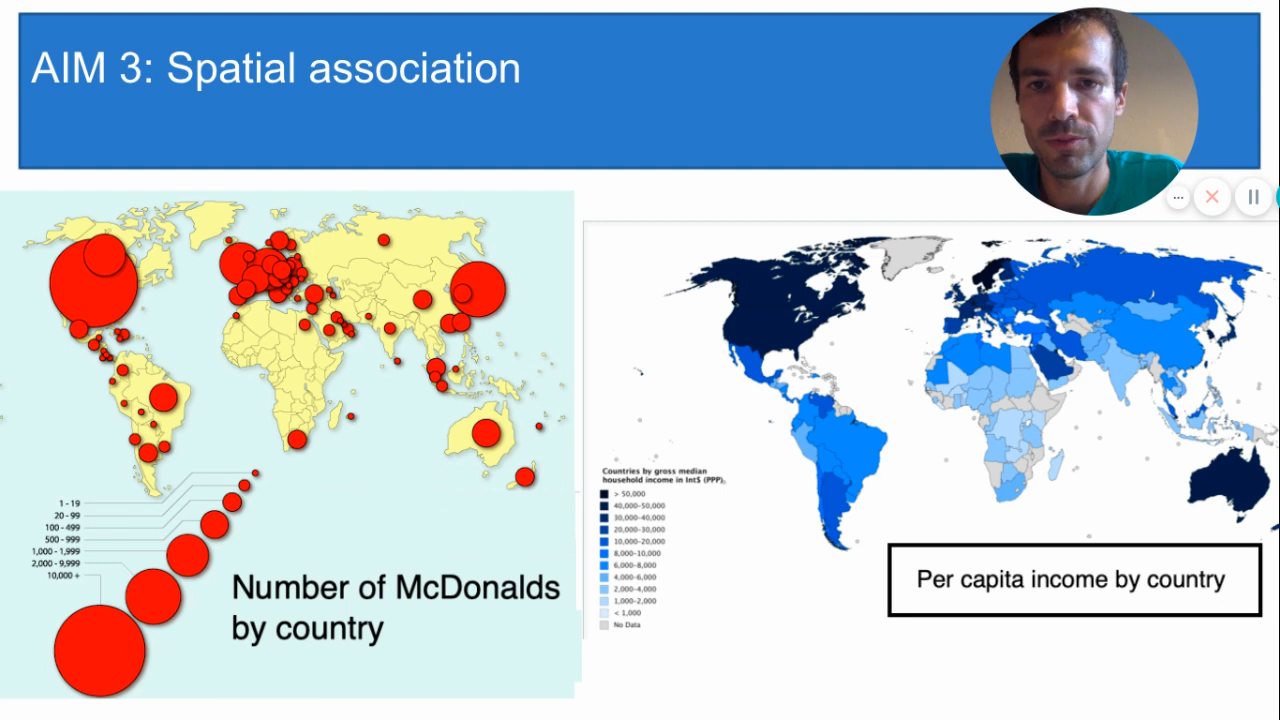 AIM 3: Spatial association
1 - 19
20 - 99
100 - 499
500 - 999
1,000 - 1,999
2,000 - 9,999
10,000 +
Number of McDonalds
by country
Countries by gross median
household income in Int$ (PPP),
> 50,000
40,000-50,000
30,000-40,000
20,000-30,000
10,000-20,000
8,000-10,000
6,000-8,000
4,000-6,000
2,000-4,000
1,000-2,000
< 1,000
No Data
Per capita income by country